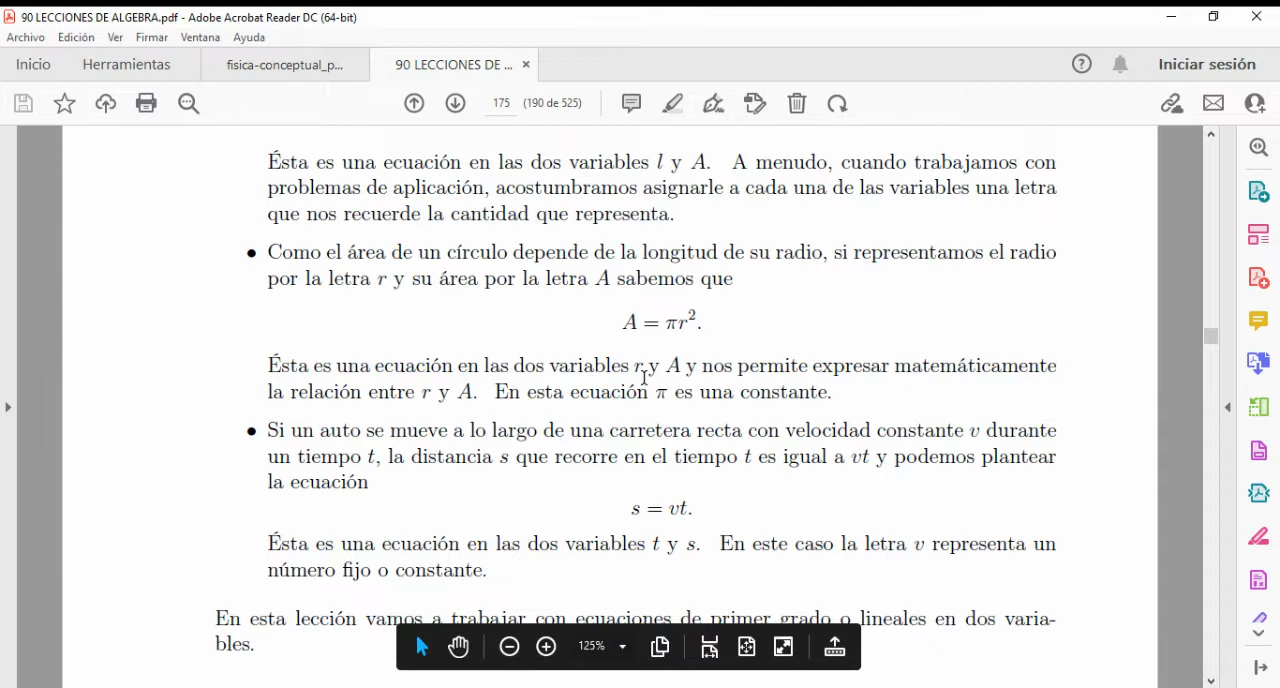 90 LECCIONES DE ALGEBRA.pdf - Adobe Acrobat Reader DC (64-bit)
Archivo Edición Ver Firmar Ventana Ayuda
Inicio Herramientas fisica-conceptual_p... 90 LECCIONES DE ... × Iniciar sesión
175 (190 de 525)
Ésta es una ecuación en las dos variables l y A. A menudo, cuando trabajamos con
problemas de aplicación, acostumbramos asignarle a cada una de las variables una letra
que nos recuerde la cantidad que representa.
• Como el área de un círculo depende de la longitud de su radio, si representamos el radio
por la letra r y su área por la letra A sabemos que
A = πr².
Ésta es una ecuación en las dos variables r y A y nos permite expresar matemáticamente
la relación entre r y A. En esta ecuación π es una constante.
• Si un auto se mueve a lo largo de una carretera recta con velocidad constante v durante
un tiempo t, la distancia s que recorre en el tiempo t es igual a vt y podemos plantear
la ecuación
s = vt.
Ésta es una ecuación en las dos variables t y s. En este caso la letra v representa un
número fijo o constante.
En esta lección vamos a trabajar con ecuaciones de primer grado o lineales en dos varia-
bles.
125%